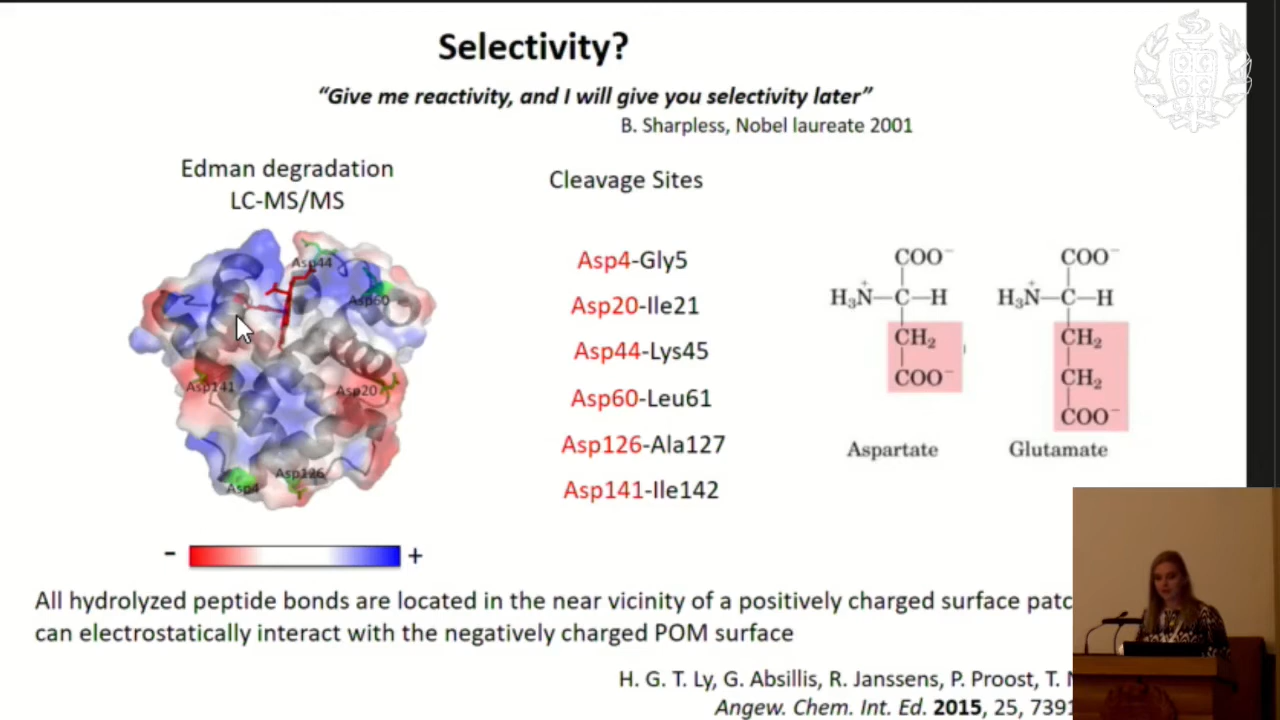 Selectivity?
“Give me reactivity, and I will give you selectivity later”
B. Sharpless, Nobel laureate 2001
Edman degradation
LC-MS/MS
Cleavage Sites
Asp4-Gly5
Asp20-Ile21
Asp44-Lys45
Asp60-Leu61
Asp126-Ala127
Asp141-Ile142
Asp44
Asp60
Asp141
Asp20
Asp126
Asp4
- +
COO⁻ COO⁻
H₃N⁺—C—H H₃N⁺—C—H
CH₂ CH₂
COO⁻ CH₂
COO⁻
Aspartate Glutamate
All hydrolyzed peptide bonds are located in the near vicinity of a positively charged surface
can electrostatically interact with the negatively charged POM surface
H. G. T. Ly, G. Absillis, R. Janssens, P. Proost, T.
Angew. Chem. Int. Ed. 2015, 25, 7391